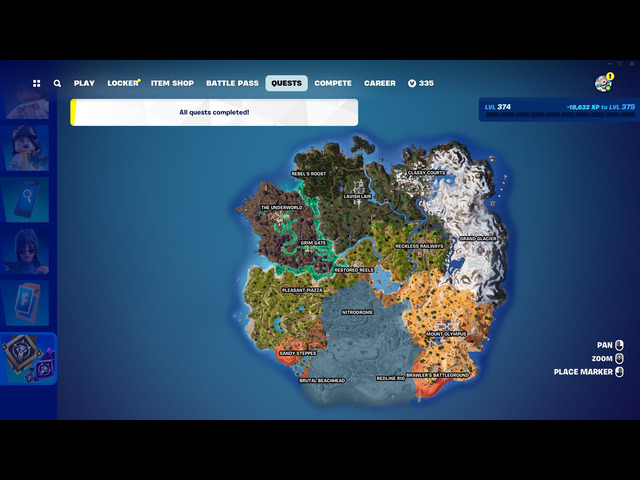 PLAY LOCKER ITEM SHOP BATTLE PASS QUESTS COMPETE CAREER 335
All quests completed!
LVL 374 -18,632 XP to LVL 375
REBEL'S ROOST
CLASSY COURTS
LAVISH LAIR
THE UNDERWORLD
GRIM GATE
RECKLESS RAILWAYS
GRAND GLACIER
RESTORED REELS
PLEASANT PIAZZA
NITRODROME
MOUNT OLYMPUS
SANDY STEPPES
BRUTAL BEACHHEAD
REDLINE RIG
BRAWLER'S BATTLEGROUND
PAN
ZOOM
PLACE MARKER